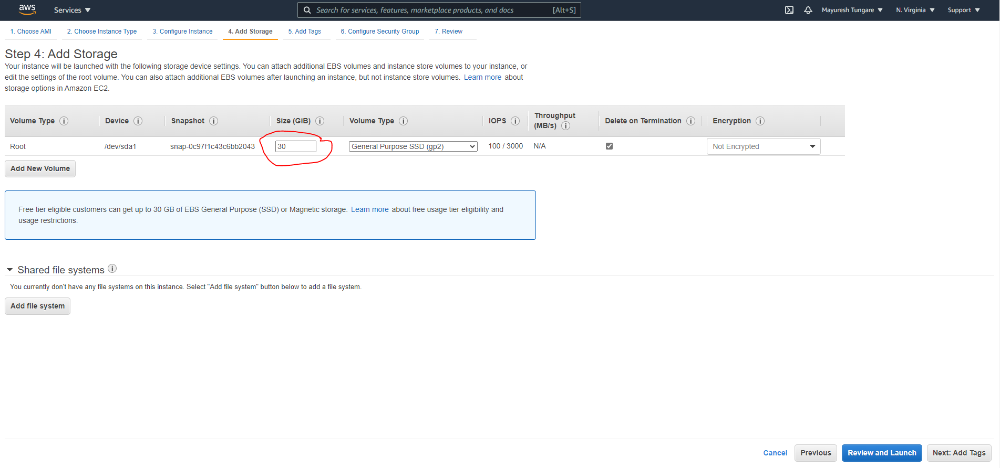 aws
Services
Search for services, features, marketplace products, and docs
[Alt+S]
Mayuresh Tungare
N. Virginia
Support
1. Choose AMI
2. Choose Instance Type
3. Configure Instance
4. Add Storage
5. Add Tags
6. Configure Security Group
7. Review
Step 4: Add Storage
Your instance will be launched with the following storage device settings. You can attach additional EBS volumes and instance store volumes to your instance, or
edit the settings of the root volume. You can also attach additional EBS volumes after launching an instance, but not instance store volumes. Learn more about
storage options in Amazon EC2.
Volume Type
Device
Snapshot
Size (GiB)
Volume Type
IOPS
Throughput
(MB/s)
Delete on Termination
Encryption
Root
/dev/sda1
snap-0c97f1c43c6bb2043
30
General Purpose SSD (gp2)
100 / 3000
N/A
Not Encrypted
Add New Volume
Free tier eligible customers can get up to 30 GB of EBS General Purpose (SSD) or Magnetic storage. Learn more about free usage tier eligibility and
usage restrictions.
Shared file systems
You currently don't have any file systems on this instance. Select "Add file system" button below to add a file system.
Add file system
Cancel
Previous
Review and Launch
Next: Add Tags